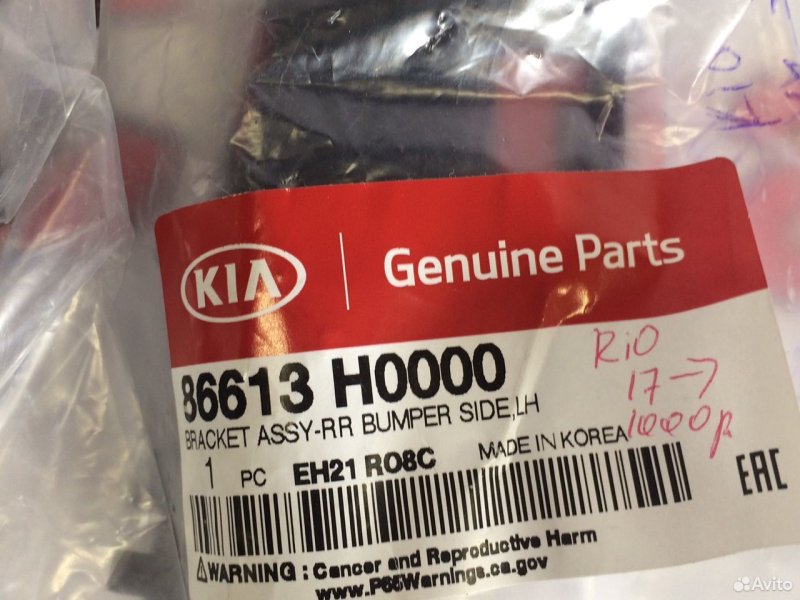 KIA
Genuine Parts
86613 H0000
BRACKET ASSY-RR BUMPER SIDE,LH
1 PC EH21 RO8C MADE IN KOREA
Rio
17→
1000р
EAC
WARNING : Cancer and Reproductive Harm
www.P65Warnings.ca.gov
Avito